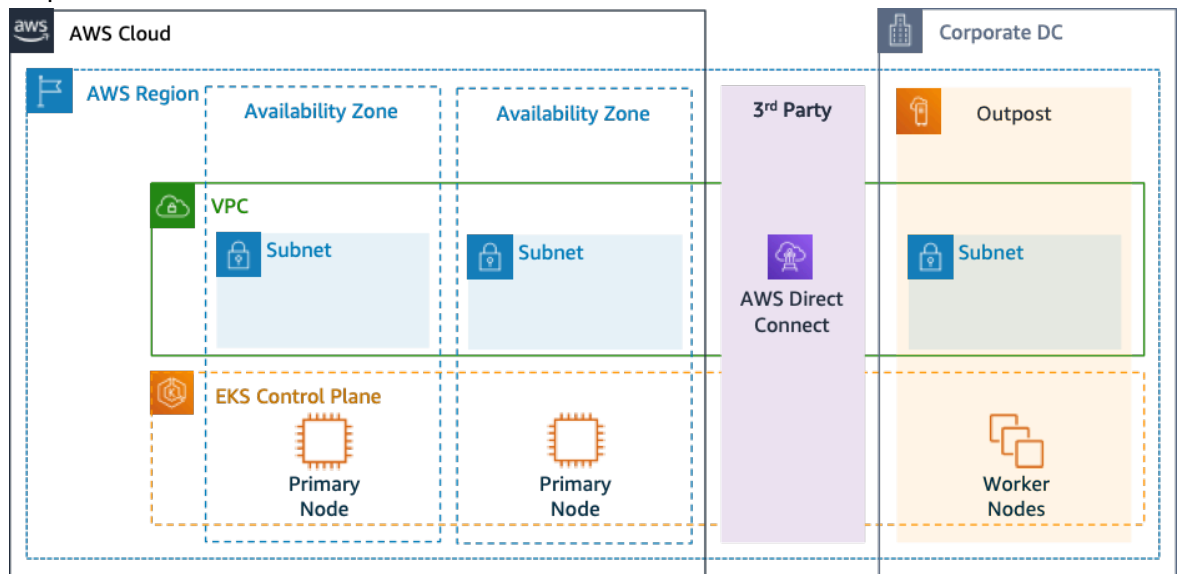 aws
AWS Cloud
Corporate DC
AWS Region
Availability Zone
Availability Zone
3rd Party
Outpost
VPC
Subnet
Subnet
Subnet
AWS Direct
Connect
EKS Control Plane
Primary
Node
Primary
Node
Worker
Nodes